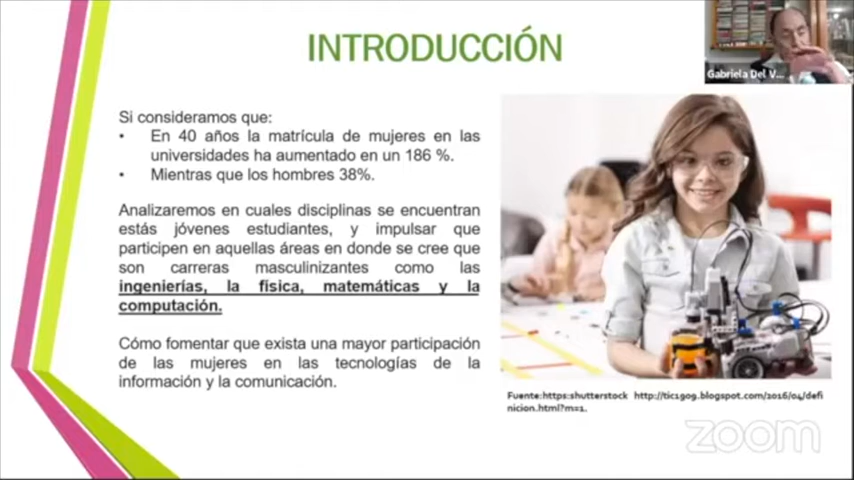 INTRODUCCIÓN
Gabriela Del V...
Si consideramos que:
• En 40 años la matrícula de mujeres en las
universidades ha aumentado en un 186 %.
• Mientras que los hombres 38%.
Analizaremos en cuales disciplinas se encuentran
estás jóvenes estudiantes, y impulsar que
participen en aquellas áreas en donde se cree que
son carreras masculinizantes como las
ingenierías, la física, matemáticas y la
computación.
Cómo fomentar que exista una mayor participación
de las mujeres en las tecnologías de la
información y la comunicación.
Fuente:https:shutterstock http://tic1909.blogspot.com/2016/04/defi
nicion.html?m=1.
zoom